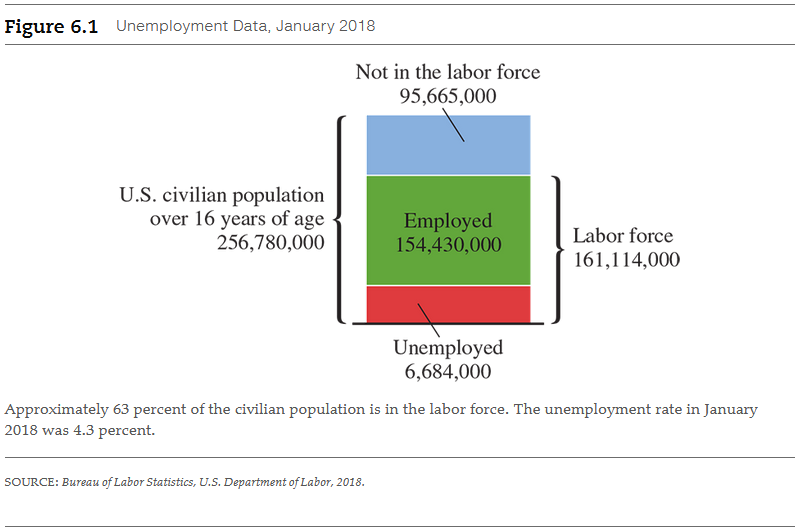 Figure 6.1 Unemployment Data, January 2018
Not in the labor force
95,665,000
U.S. civilian population
over 16 years of age
256,780,000
Employed
154,430,000
Labor force
161,114,000
Unemployed
6,684,000
Approximately 63 percent of the civilian population is in the labor force. The unemployment rate in January
2018 was 4.3 percent.
SOURCE: Bureau of Labor Statistics, U.S. Department of Labor, 2018.